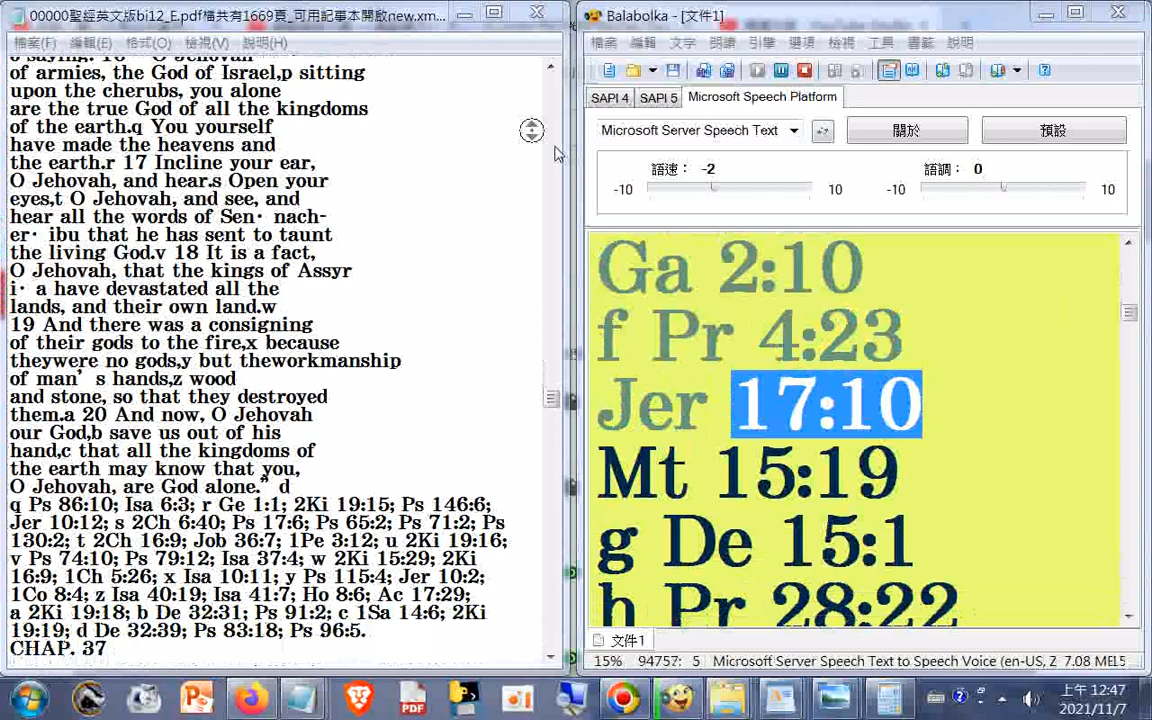 00000聖經英文版bi12_E.pdf檔共有1669頁_可用記事本開啟new.xm...
檔案(F) 編輯(E) 格式(O) 檢視(V) 說明(H)
of armies, the God of Israel,p sitting
upon the cherubs, you alone
are the true God of all the kingdoms
of the earth.q You yourself
have made the heavens and
the earth.r 17 Incline your ear,
O Jehovah, and hear.s Open your
eyes,t O Jehovah, and see, and
hear all the words of Sen· nach-
er· ibu that he has sent to taunt
the living God.v 18 It is a fact,
O Jehovah, that the kings of Assyr
i· a have devastated all the
lands, and their own land.w
19 And there was a consigning
of their gods to the fire,x because
theywere no gods,y but theworkmanship
of man’s hands,z wood
and stone, so that they destroyed
them.a 20 And now, O Jehovah
our God,b save us out of his
hand,c that all the kingdoms of
the earth may know that you,
O Jehovah, are God alone.” d
q Ps 86:10; Isa 6:3; r Ge 1:1; 2Ki 19:15; Ps 146:6;
Jer 10:12; s 2Ch 6:40; Ps 17:6; Ps 65:2; Ps 71:2; Ps
130:2; t 2Ch 16:9; Job 36:7; 1Pe 3:12; u 2Ki 19:16;
v Ps 74:10; Ps 79:12; Isa 37:4; w 2Ki 15:29; 2Ki
16:9; 1Ch 5:26; x Isa 10:11; y Ps 115:4; Jer 10:2;
1Co 8:4; z Isa 40:19; Isa 41:7; Ho 8:6; Ac 17:29;
a 2Ki 19:18; b De 32:31; Ps 91:2; c 1Sa 14:6; 2Ki
19:19; d De 32:39; Ps 83:18; Ps 96:5.
CHAP. 37
Balabolka - [文件1]
檔案 編輯 文字 朗讀 引擎 選項 檢視 工具 書籤 說明
SAPI 4 SAPI 5 Microsoft Speech Platform
Microsoft Server Speech Text 關於 預設
語速： -2 語調： 0
-10 10 -10 10
Ga 2:10
f Pr 4:23
Jer 17:10
Mt 15:19
g De 15:1
h Pr 28:22
文件1
15% 94757: 5 Microsoft Server Speech Text to Speech Voice (en-US, Z 7.08 ME
上午 12:47
2021/11/7